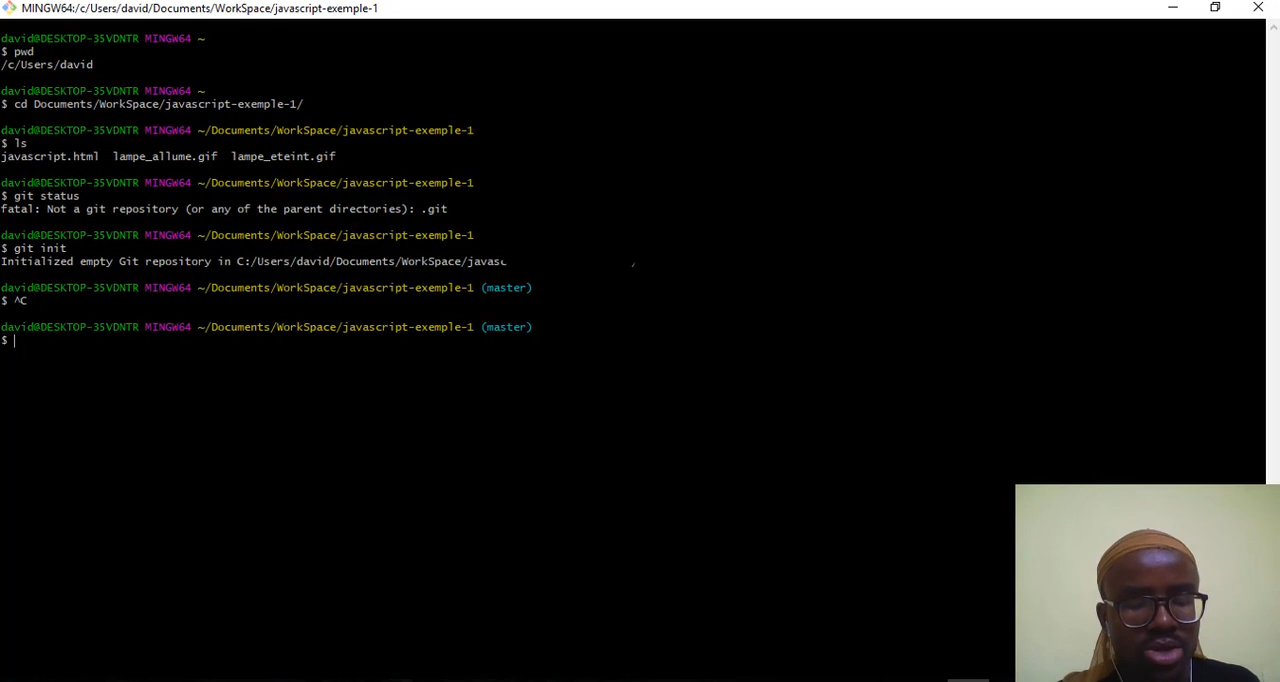 MINGW64:/c/Users/david/Documents/WorkSpace/javascript-exemple-1
david@DESKTOP-35VDNTR MINGW64 ~
$ pwd
/c/Users/david
david@DESKTOP-35VDNTR MINGW64 ~
$ cd Documents/WorkSpace/javascript-exemple-1/
david@DESKTOP-35VDNTR MINGW64 ~/Documents/WorkSpace/javascript-exemple-1
$ ls
javascript.html  lampe_allume.gif  lampe_eteint.gif
david@DESKTOP-35VDNTR MINGW64 ~/Documents/WorkSpace/javascript-exemple-1
$ git status
fatal: Not a git repository (or any of the parent directories): .git
david@DESKTOP-35VDNTR MINGW64 ~/Documents/WorkSpace/javascript-exemple-1
$ git init
Initialized empty Git repository in C:/Users/david/Documents/WorkSpace/javasc
david@DESKTOP-35VDNTR MINGW64 ~/Documents/WorkSpace/javascript-exemple-1 (master)
$ ^C
david@DESKTOP-35VDNTR MINGW64 ~/Documents/WorkSpace/javascript-exemple-1 (master)
$